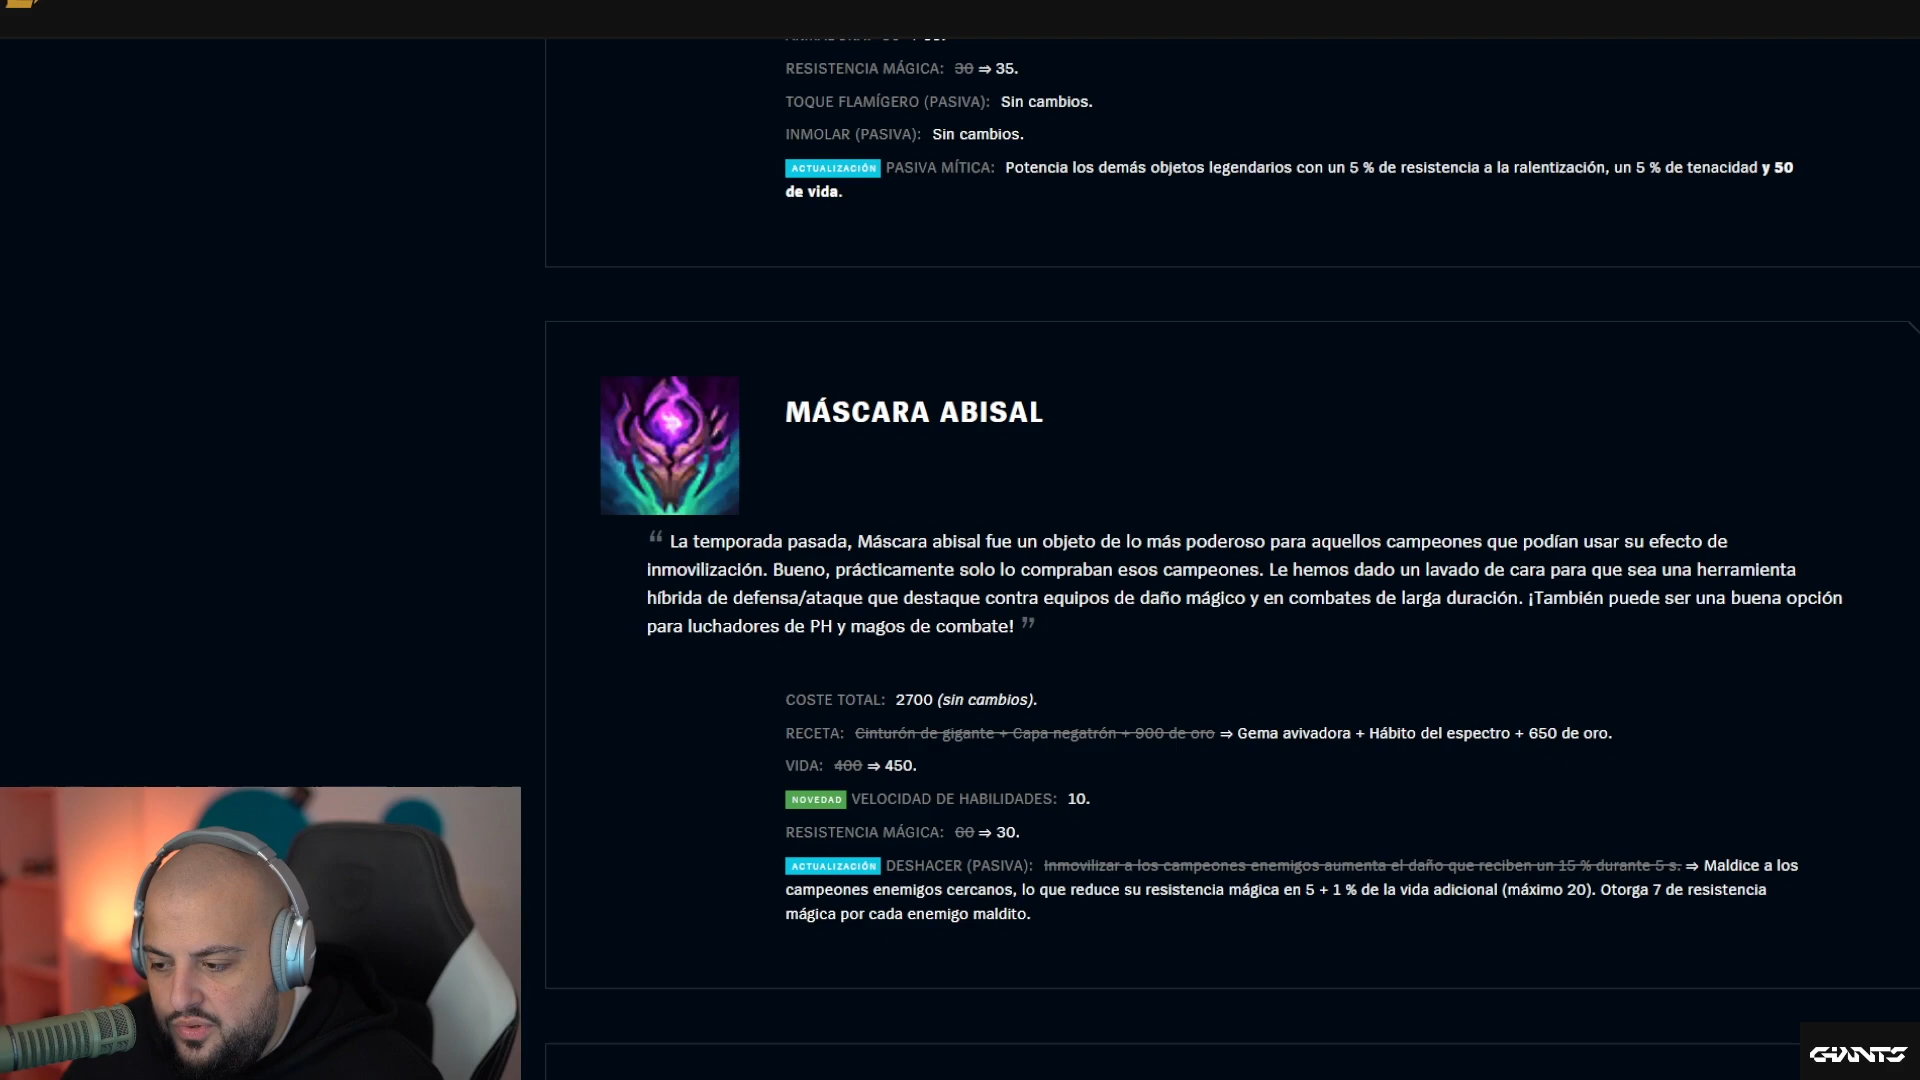 RESISTENCIA MÁGICA: 30 ⇒ 35.
TOQUE FLAMÍGERO (PASIVA): Sin cambios.
INMOLAR (PASIVA): Sin cambios.
ACTUALIZACIÓN PASIVA MÍTICA: Potencia los demás objetos legendarios con un 5 % de resistencia a la ralentización, un 5 % de tenacidad y 50
de vida.
MÁSCARA ABISAL
“ La temporada pasada, Máscara abisal fue un objeto de lo más poderoso para aquellos campeones que podían usar su efecto de
inmovilización. Bueno, prácticamente solo lo compraban esos campeones. Le hemos dado un lavado de cara para que sea una herramienta
híbrida de defensa/ataque que destaque contra equipos de daño mágico y en combates de larga duración. ¡También puede ser una buena opción
para luchadores de PH y magos de combate! ”
COSTE TOTAL: 2700 (sin cambios).
RECETA: Cinturón de gigante + Capa negatrón + 900 de oro ⇒ Gema avivadora + Hábito del espectro + 650 de oro.
VIDA: 400 ⇒ 450.
NOVEDAD VELOCIDAD DE HABILIDADES: 10.
RESISTENCIA MÁGICA: 60 ⇒ 30.
ACTUALIZACIÓN DESHACER (PASIVA): Inmovilizar a los campeones enemigos aumenta el daño que reciben un 15 % durante 5 s. ⇒ Maldice a los
campeones enemigos cercanos, lo que reduce su resistencia mágica en 5 + 1 % de la vida adicional (máximo 20). Otorga 7 de resistencia
mágica por cada enemigo maldito.
GIANTS